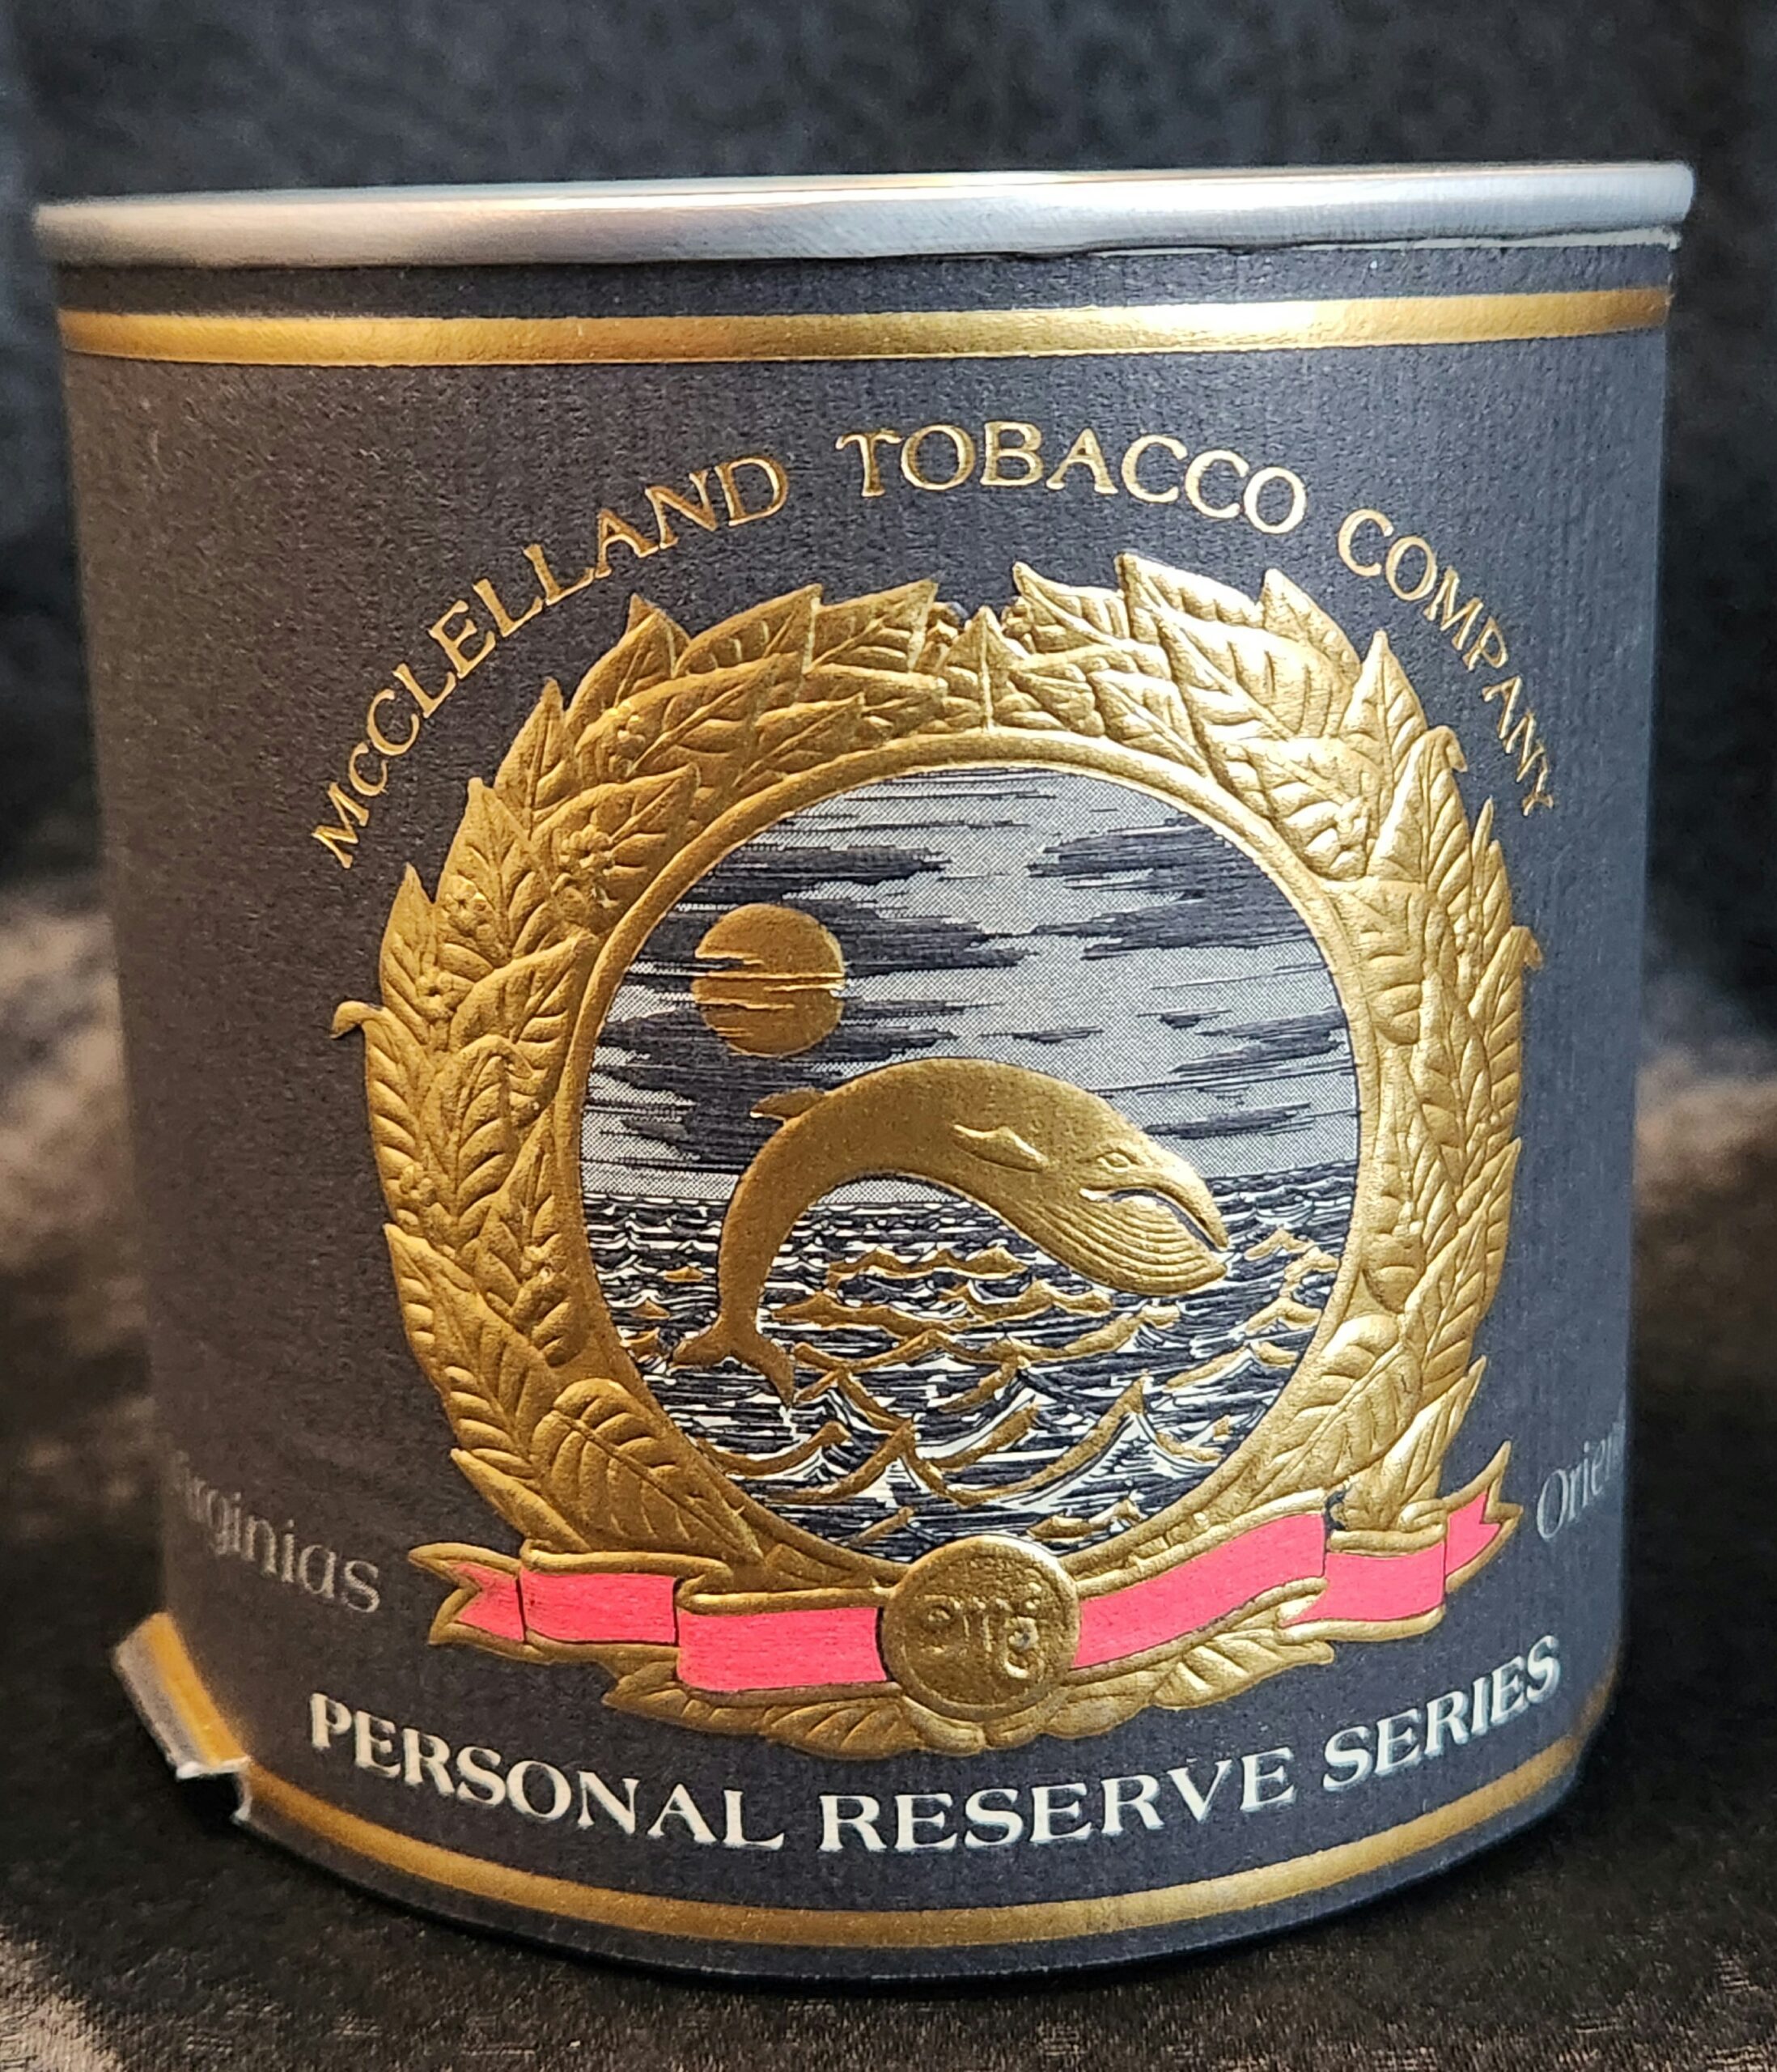 McCLELLAND TOBACCO COMPANY
PERSONAL RESERVE SERIES